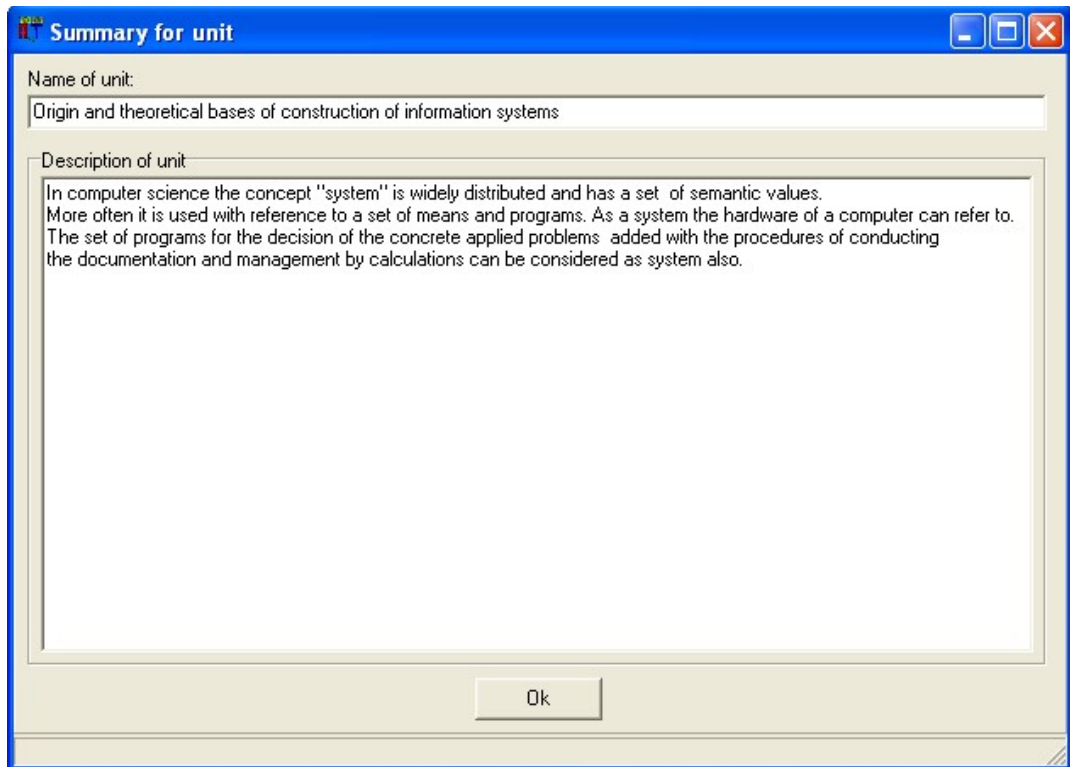 Summary for unit
Name of unit:
Origin and theoretical bases of construction of information systems
Description of unit
In computer science the concept "system" is widely distributed and has a set  of semantic values.
More often it is used with reference to a set of means and programs. As a system the hardware of a computer can refer to.
The set of programs for the decision of the concrete applied problems  added with the procedures of conducting
the documentation and management by calculations can be considered as system also.
Ok